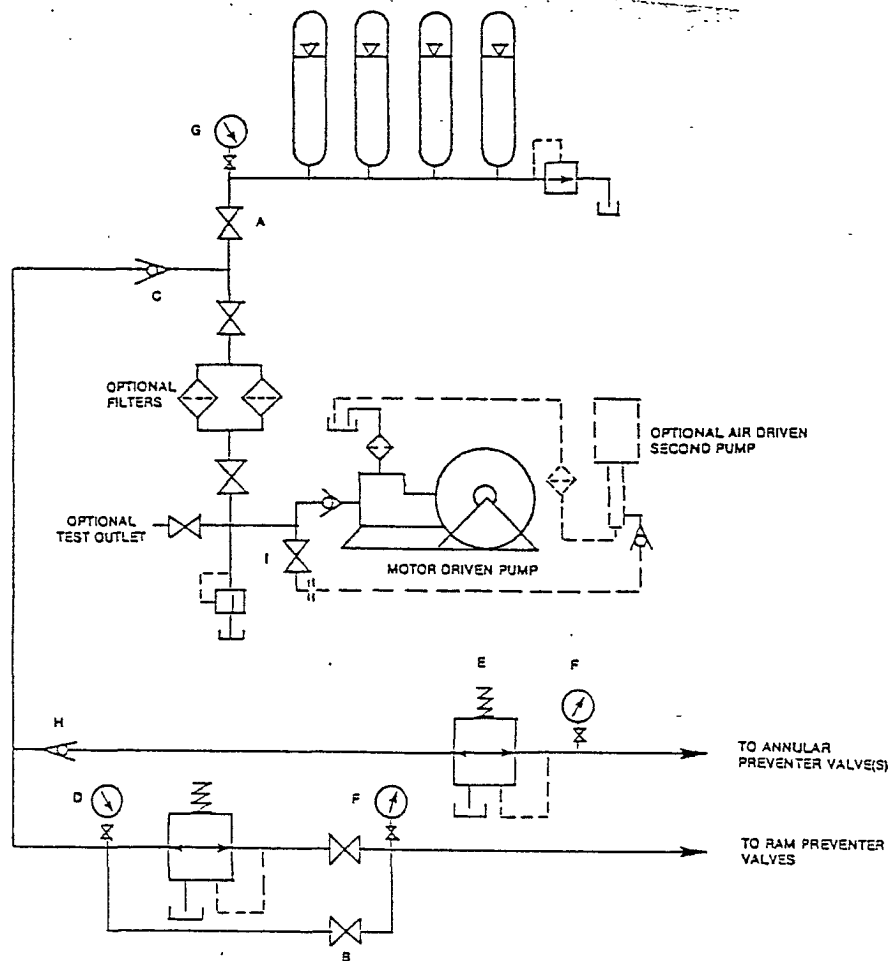 G
A
C
OPTIONAL
FILTERS
OPTIONAL AIR DRIVEN
SECOND PUMP
OPTIONAL
TEST OUTLET
I
MOTOR DRIVEN PUMP
E
F
H
TO ANNULAR
PREVENTER VALVE(S)
D
F
TO RAM PREVENTER
VALVES
B